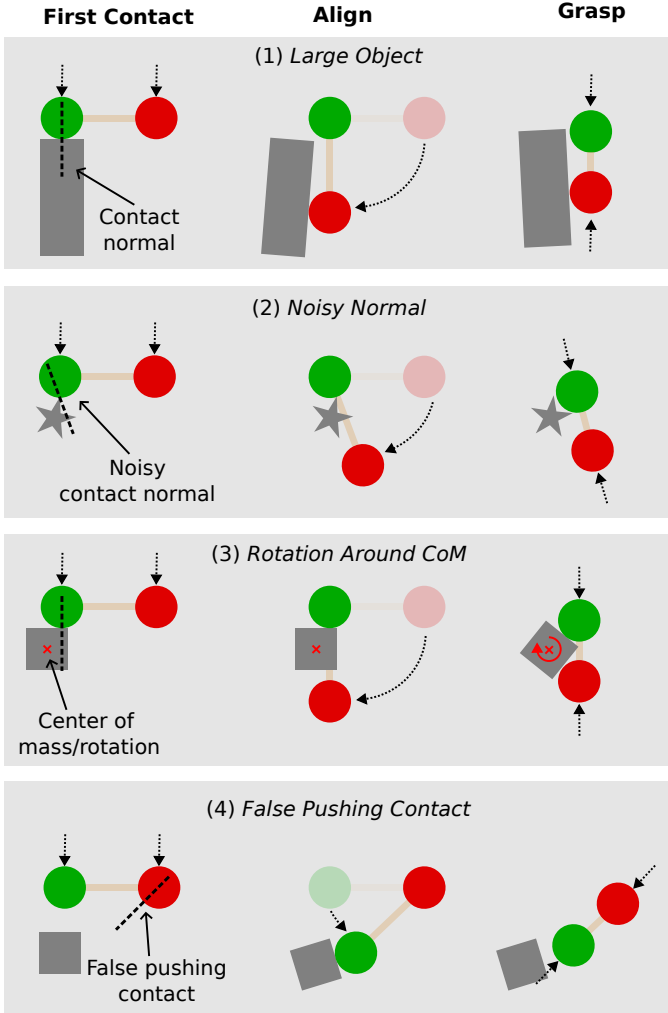 First Contact
Align
Grasp
(1) Large Object
Contact
normal
(2) Noisy Normal
Noisy
contact normal
(3) Rotation Around CoM
Center of
mass/rotation
(4) False Pushing Contact
False pushing
contact